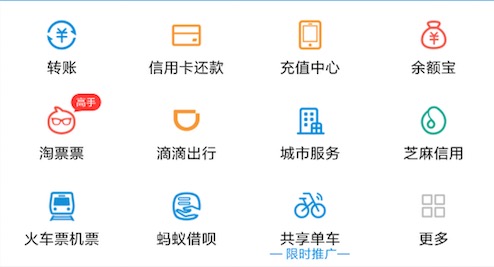 转账
信用卡还款
充值中心
余额宝
高手
淘票票
滴滴出行
城市服务
芝麻信用
火车票机票
蚂蚁借呗
共享单车
更多
— 限时推广—